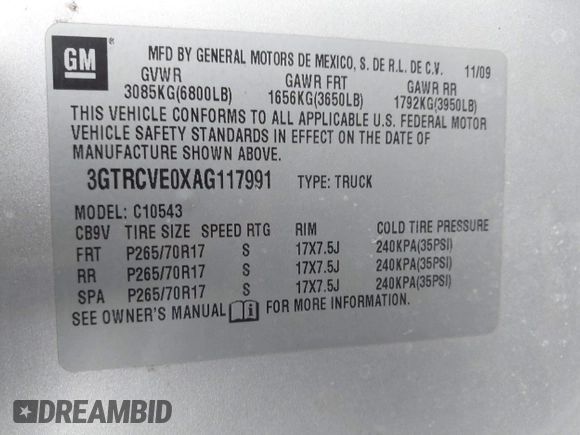 GM
MFD BY GENERAL MOTORS DE MEXICO, S. DE R.L. DE C.V. 11/09
GVWR GAWR FRT GAWR RR
3085KG(6800LB) 1656KG(3650LB) 1792KG(3950LB)
THIS VEHICLE CONFORMS TO ALL APPLICABLE U.S. FEDERAL MOTOR
VEHICLE SAFETY STANDARDS IN EFFECT ON THE DATE OF
MANUFACTURE SHOWN ABOVE.
3GTRCVE0XAG117991 TYPE: TRUCK
MODEL: C10543
CB9V TIRE SIZE SPEED RTG RIM COLD TIRE PRESSURE
FRT P265/70R17 S 17X7.5J 240KPA(35PSI)
RR P265/70R17 S 17X7.5J 240KPA(35PSI)
SPA P265/70R17 S 17X7.5J 240KPA(35PSI)
SEE OWNER'S MANUAL i FOR MORE INFORMATION.
DREAMBID